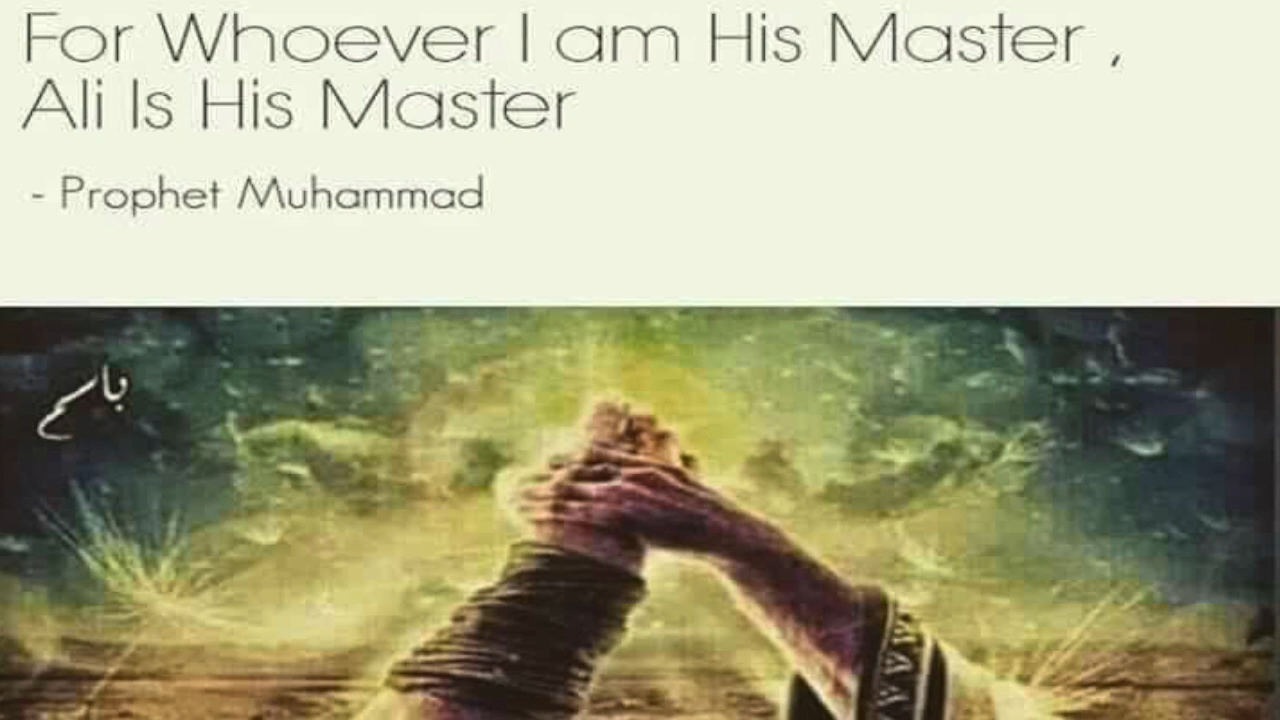 For Whoever I am His Master ,
Ali Is His Master
- Prophet Muhammad
باسم